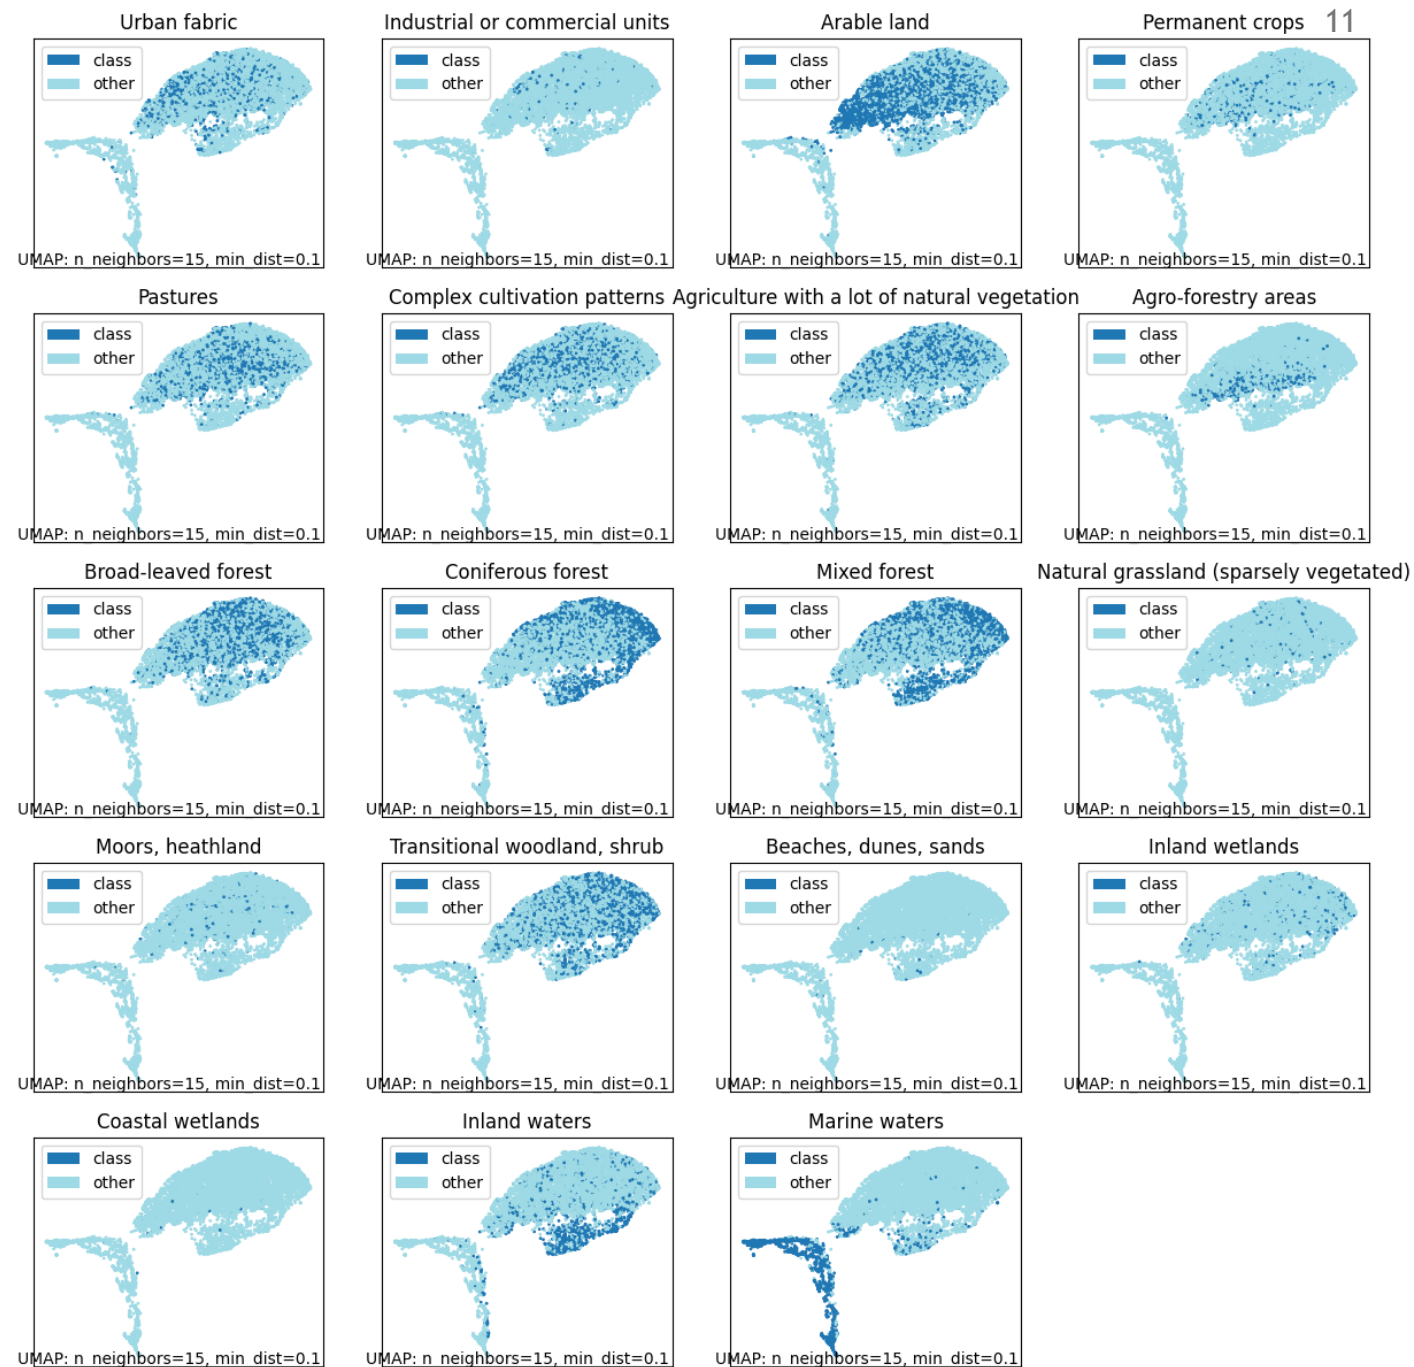 Urban fabric
Industrial or commercial units
Arable land
Permanent crops
11
class
other
UMAP: n_neighbors=15, min_dist=0.1
class
other
UMAP: n_neighbors=15, min_dist=0.1
class
other
UMAP: n_neighbors=15, min_dist=0.1
class
other
UMAP: n_neighbors=15, min_dist=0.1
Pastures
Complex cultivation patterns
Agriculture with a lot of natural vegetation
Agro-forestry areas
class
other
UMAP: n_neighbors=15, min_dist=0.1
class
other
UMAP: n_neighbors=15, min_dist=0.1
class
other
UMAP: n_neighbors=15, min_dist=0.1
class
other
UMAP: n_neighbors=15, min_dist=0.1
Broad-leaved forest
Coniferous forest
Mixed forest
Natural grassland (sparsely vegetated)
class
other
UMAP: n_neighbors=15, min_dist=0.1
class
other
UMAP: n_neighbors=15, min_dist=0.1
class
other
UMAP: n_neighbors=15, min_dist=0.1
class
other
UMAP: n_neighbors=15, min_dist=0.1
Moors, heathland
Transitional woodland, shrub
Beaches, dunes, sands
Inland wetlands
class
other
UMAP: n_neighbors=15, min_dist=0.1
class
other
UMAP: n_neighbors=15, min_dist=0.1
class
other
UMAP: n_neighbors=15, min_dist=0.1
class
other
UMAP: n_neighbors=15, min_dist=0.1
Coastal wetlands
Inland waters
Marine waters
class
other
UMAP: n_neighbors=15, min_dist=0.1
class
other
UMAP: n_neighbors=15, min_dist=0.1
class
other
UMAP: n_neighbors=15, min_dist=0.1